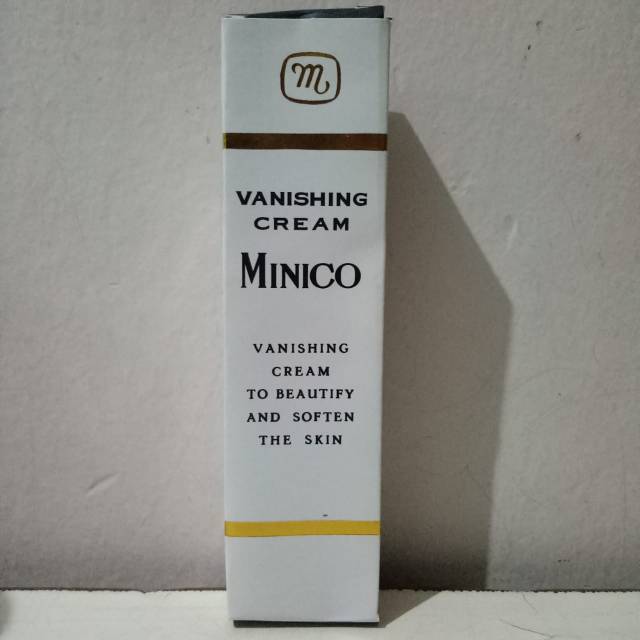 m
VANISHING
CREAM
MINICO
VANISHING
CREAM
TO BEAUTIFY
AND SOFTEN
THE SKIN